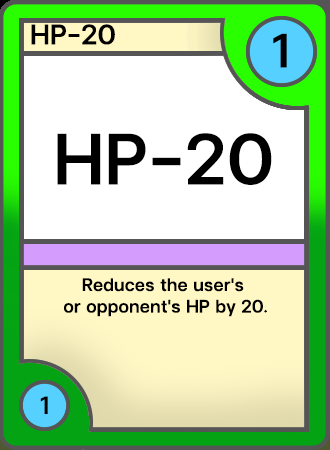 HP-20
1
HP-20
Reduces the user's
or opponent's HP by 20.
1